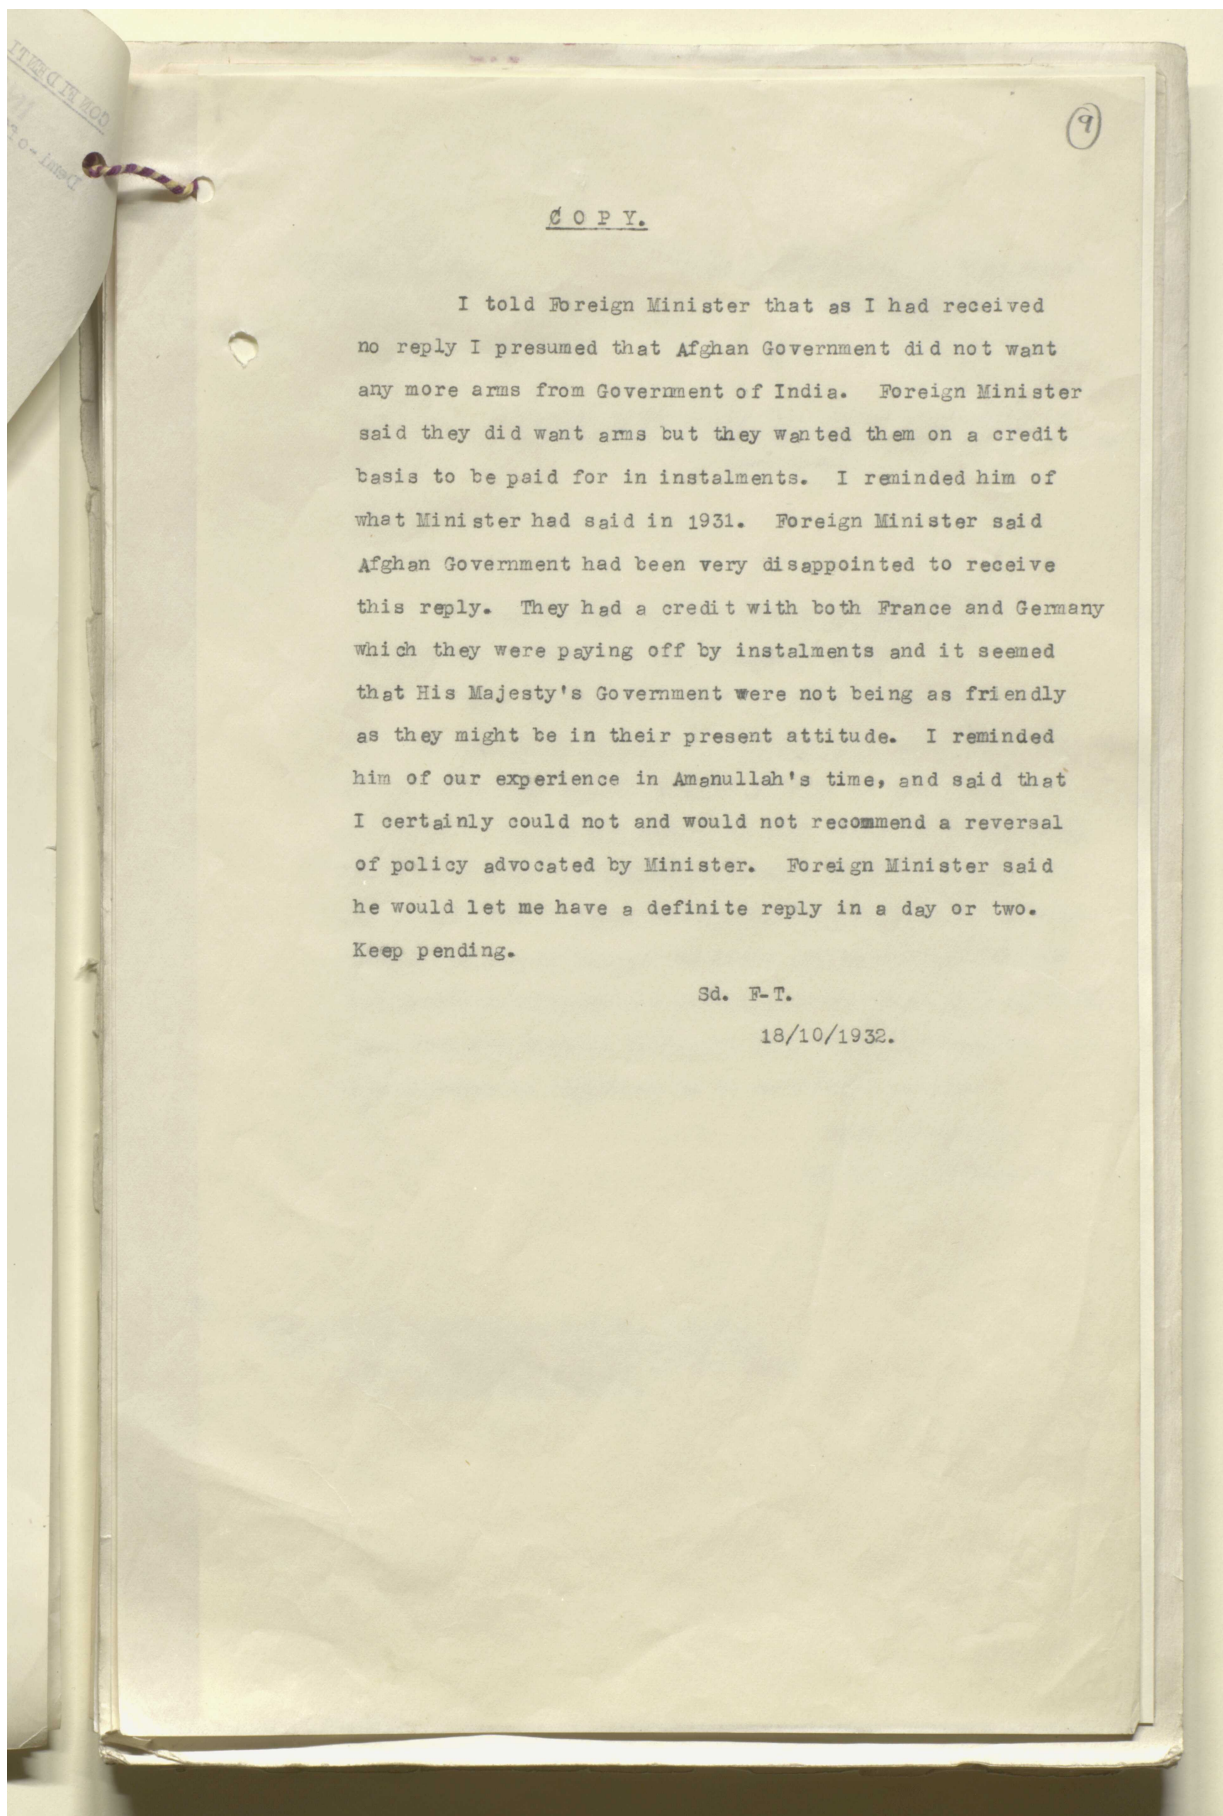 CONFIDENTI
Demi-o
9
COPY.
I told Foreign Minister that as I had received
no reply I presumed that Afghan Government did not want
any more arms from Government of India. Foreign Minister
said they did want arms but they wanted them on a credit
basis to be paid for in instalments. I reminded him of
what Minister had said in 1931. Foreign Minister said
Afghan Government had been very disappointed to receive
this reply. They had a credit with both France and Germany
which they were paying off by instalments and it seemed
that His Majesty's Government were not being as friendly
as they might be in their present attitude. I reminded
him of our experience in Amanullah's time, and said that
I certainly could not and would not recommend a reversal
of policy advocated by Minister. Foreign Minister said
he would let me have a definite reply in a day or two.
Keep pending.
Sd. F-T.
18/10/1932.